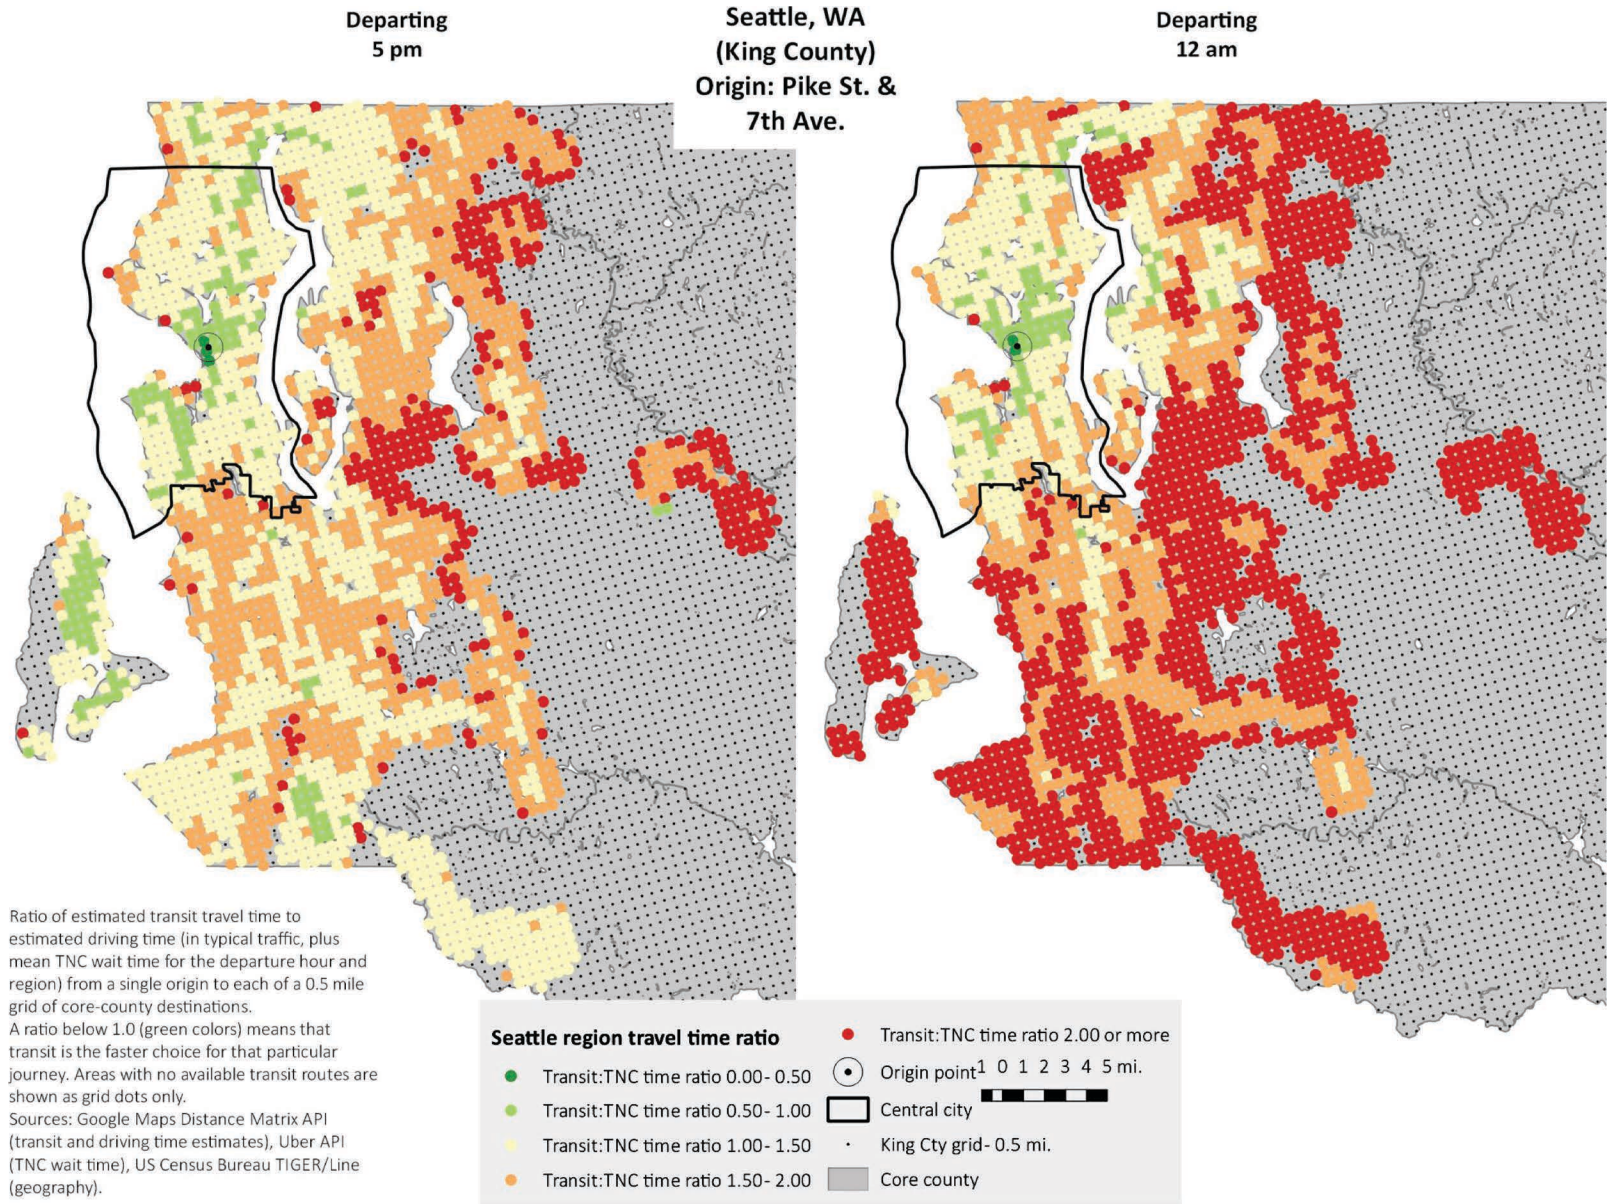 Departing
5 pm
Seattle, WA
(King County)
Origin: Pike St. &
7th Ave.
Departing
12 am
Ratio of estimated transit travel time to
estimated driving time (in typical traffic, plus
mean TNC wait time for the departure hour and
region) from a single origin to each of a 0.5 mile
grid of core-county destinations.
A ratio below 1.0 (green colors) means that
transit is the faster choice for that particular
journey. Areas with no available transit routes are
shown as grid dots only.
Sources: Google Maps Distance Matrix API
(transit and driving time estimates), Uber API
(TNC wait time), US Census Bureau TIGER/Line
(geography).
Seattle region travel time ratio
Transit:TNC time ratio 0.00- 0.50
Transit:TNC time ratio 0.50- 1.00
Transit:TNC time ratio 1.00- 1.50
Transit:TNC time ratio 1.50- 2.00
Transit:TNC time ratio 2.00 or more
Origin point
1 0 1 2 3 4 5 mi.
Central city
King Cty grid- 0.5 mi.
Core county